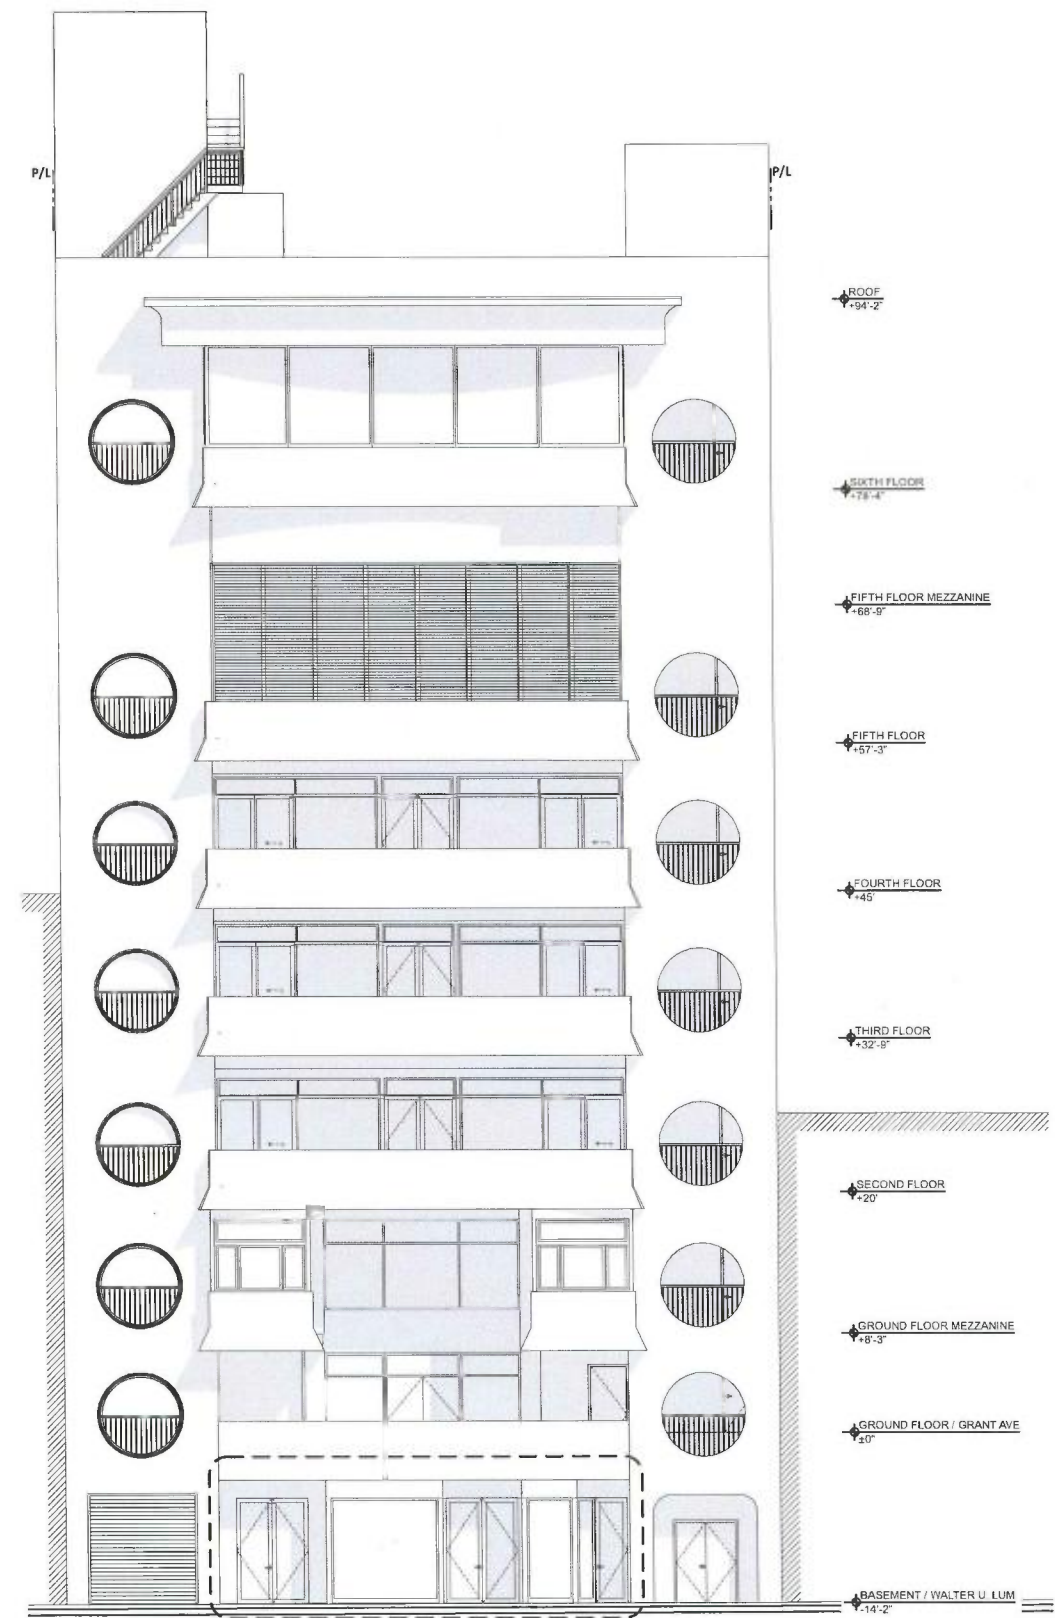 P/L
P/L
ROOF
+94'-2"
SIXTH FLOOR
+78'-4"
FIFTH FLOOR MEZZANINE
+68'-9"
FIFTH FLOOR
+57'-3"
FOURTH FLOOR
+45'
THIRD FLOOR
+32'-9"
SECOND FLOOR
+20'
GROUND FLOOR MEZZANINE
+8'-3"
GROUND FLOOR / GRANT AVE
±0"
BASEMENT / WALTER U. LUM
-14'-2"